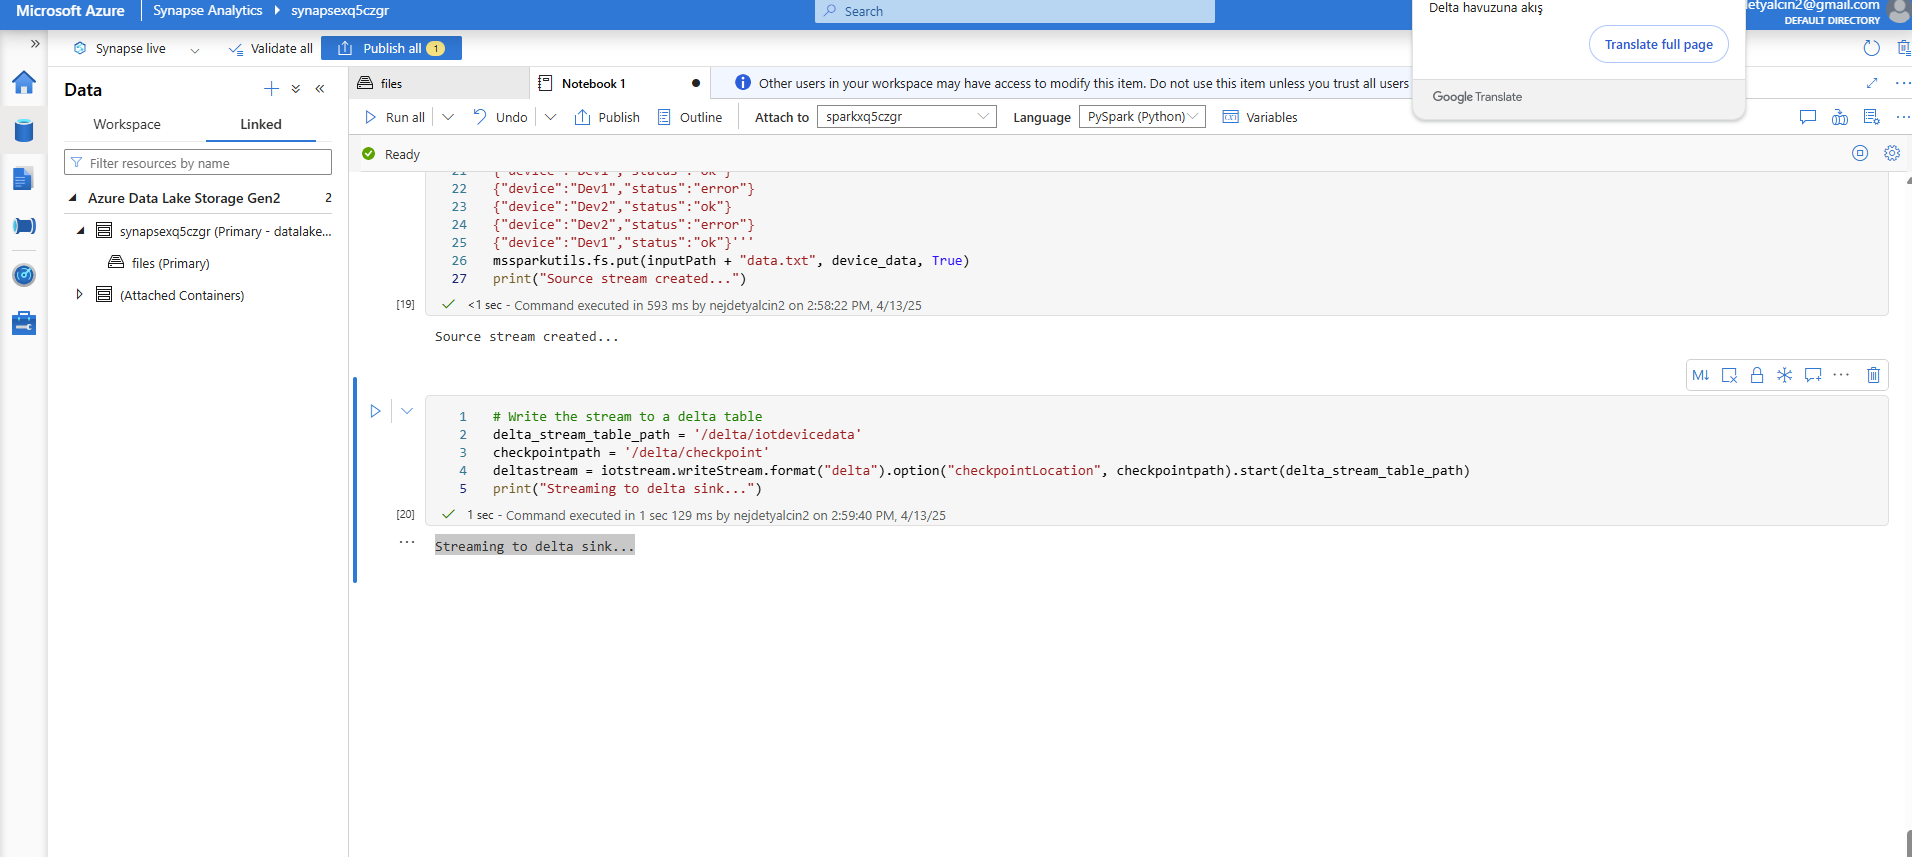 Microsoft Azure
Synapse Analytics
synapsexq5czgr
Search
letyalcin2@gmail.com
DEFAULT DIRECTORY
Delta havuzuna akış
Translate full page
Google Translate
Synapse live
Validate all
Publish all
1
Data
Workspace
Linked
Filter resources by name
Azure Data Lake Storage Gen2
2
synapsexq5czgr (Primary - datalake...
files (Primary)
(Attached Containers)
files
Notebook 1
Other users in your workspace may have access to modify this item. Do not use this item unless you trust all users
Run all
Undo
Publish
Outline
Attach to
sparkxq5czgr
Language
PySpark (Python)
Variables
Ready
21 {"device":"Dev1","status":"ok"}
22 {"device":"Dev1","status":"error"}
23 {"device":"Dev2","status":"ok"}
24 {"device":"Dev2","status":"error"}
25 {"device":"Dev1","status":"ok"}'''
26 mssparkutils.fs.put(inputPath + "data.txt", device_data, True)
27 print("Source stream created...")
[19]
<1 sec - Command executed in 593 ms by nejdetyalcin2 on 2:58:22 PM, 4/13/25
Source stream created...
M↓
1 # Write the stream to a delta table
2 delta_stream_table_path = '/delta/iotdevicedata'
3 checkpointpath = '/delta/checkpoint'
4 deltastream = iotstream.writeStream.format("delta").option("checkpointLocation", checkpointpath).start(delta_stream_table_path)
5 print("Streaming to delta sink...")
[20]
1 sec - Command executed in 1 sec 129 ms by nejdetyalcin2 on 2:59:40 PM, 4/13/25
Streaming to delta sink...